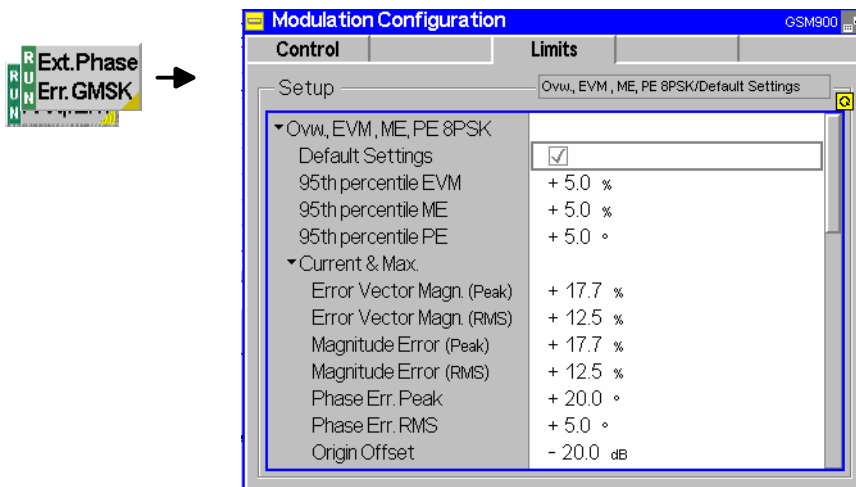 RUN
Ext.Phase
Err.GMSK
RUN
Modulation Configuration
GSM900
Control
Limits
Setup
Ovw., EVM , ME, PE 8PSK/Default Settings
Ovw., EVM , ME, PE 8PSK
Default Settings
95th percentile EVM + 5.0 %
95th percentile ME + 5.0 %
95th percentile PE + 5.0 °
Current & Max.
Error Vector Magn. (Peak) + 17.7 %
Error Vector Magn. (RMS) + 12.5 %
Magnitude Error (Peak) + 17.7 %
Magnitude Error (RMS) + 12.5 %
Phase Err. Peak + 20.0 °
Phase Err. RMS + 5.0 °
Origin Offset - 20.0 dB